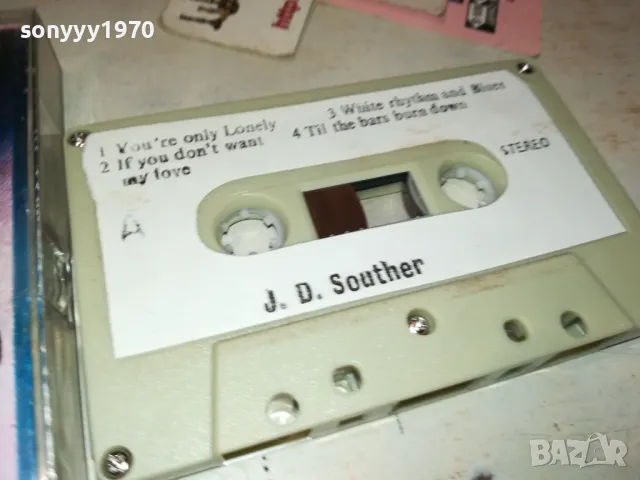 sonyyy1970
1 You're only Lonely
2 If you don't want
my love
3 White rhythm and Blues
4 Til the bars burn down
STEREO
A
J. D. Souther
BAZAR.bg